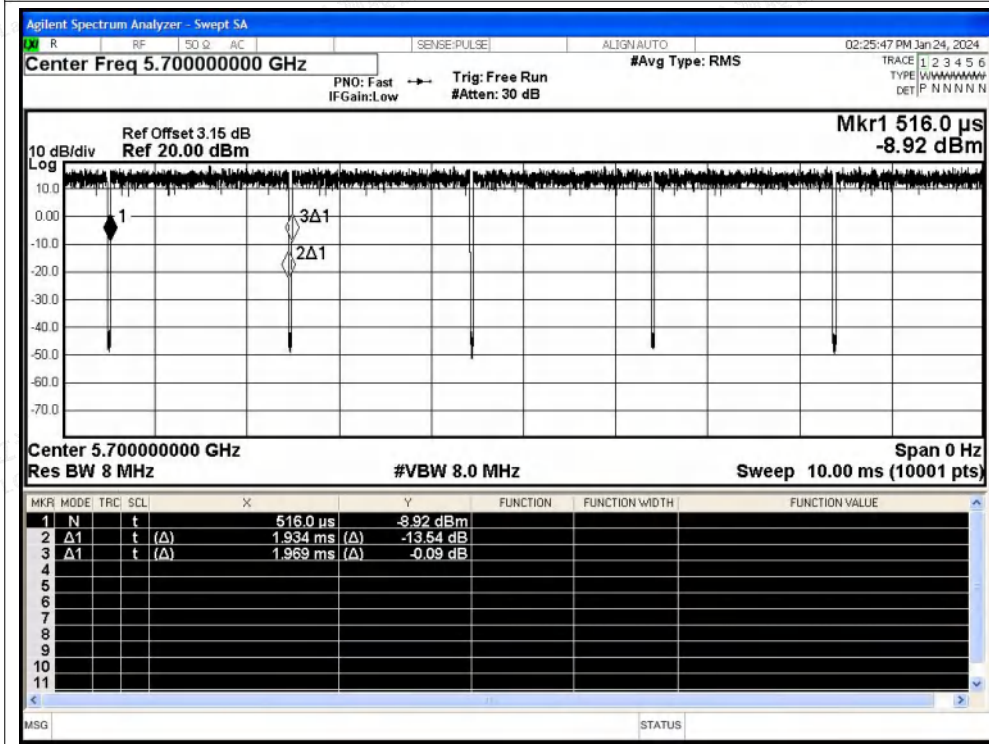 Agilent Spectrum Analyzer - Swept SA
LXI R RF 50 Ω AC SENSE:PULSE ALIGN AUTO 02:25:47 PM Jan 24, 2024
Center Freq 5.700000000 GHz #Avg Type: RMS TRACE 1 2 3 4 5 6
PNO: Fast Trig: Free Run TYPE WWWWWW
IFGain:Low #Atten: 30 dB DET P N N N N N
Ref Offset 3.15 dB Mkr1 516.0 µs
10 dB/div Ref 20.00 dBm -8.92 dBm
Log
10.0
0.00 1 3Δ1
-10.0 2Δ1
-20.0
-30.0
-40.0
-50.0
-60.0
-70.0
Center 5.700000000 GHz Span 0 Hz
Res BW 8 MHz #VBW 8.0 MHz Sweep 10.00 ms (10001 pts)
MKR MODE TRC SCL X Y FUNCTION FUNCTION WIDTH FUNCTION VALUE
1 N t 516.0 µs -8.92 dBm
2 Δ1 t (Δ) 1.934 ms (Δ) -13.54 dB
3 Δ1 t (Δ) 1.969 ms (Δ) -0.09 dB
4
5
6
7
8
9
10
11
MSG STATUS